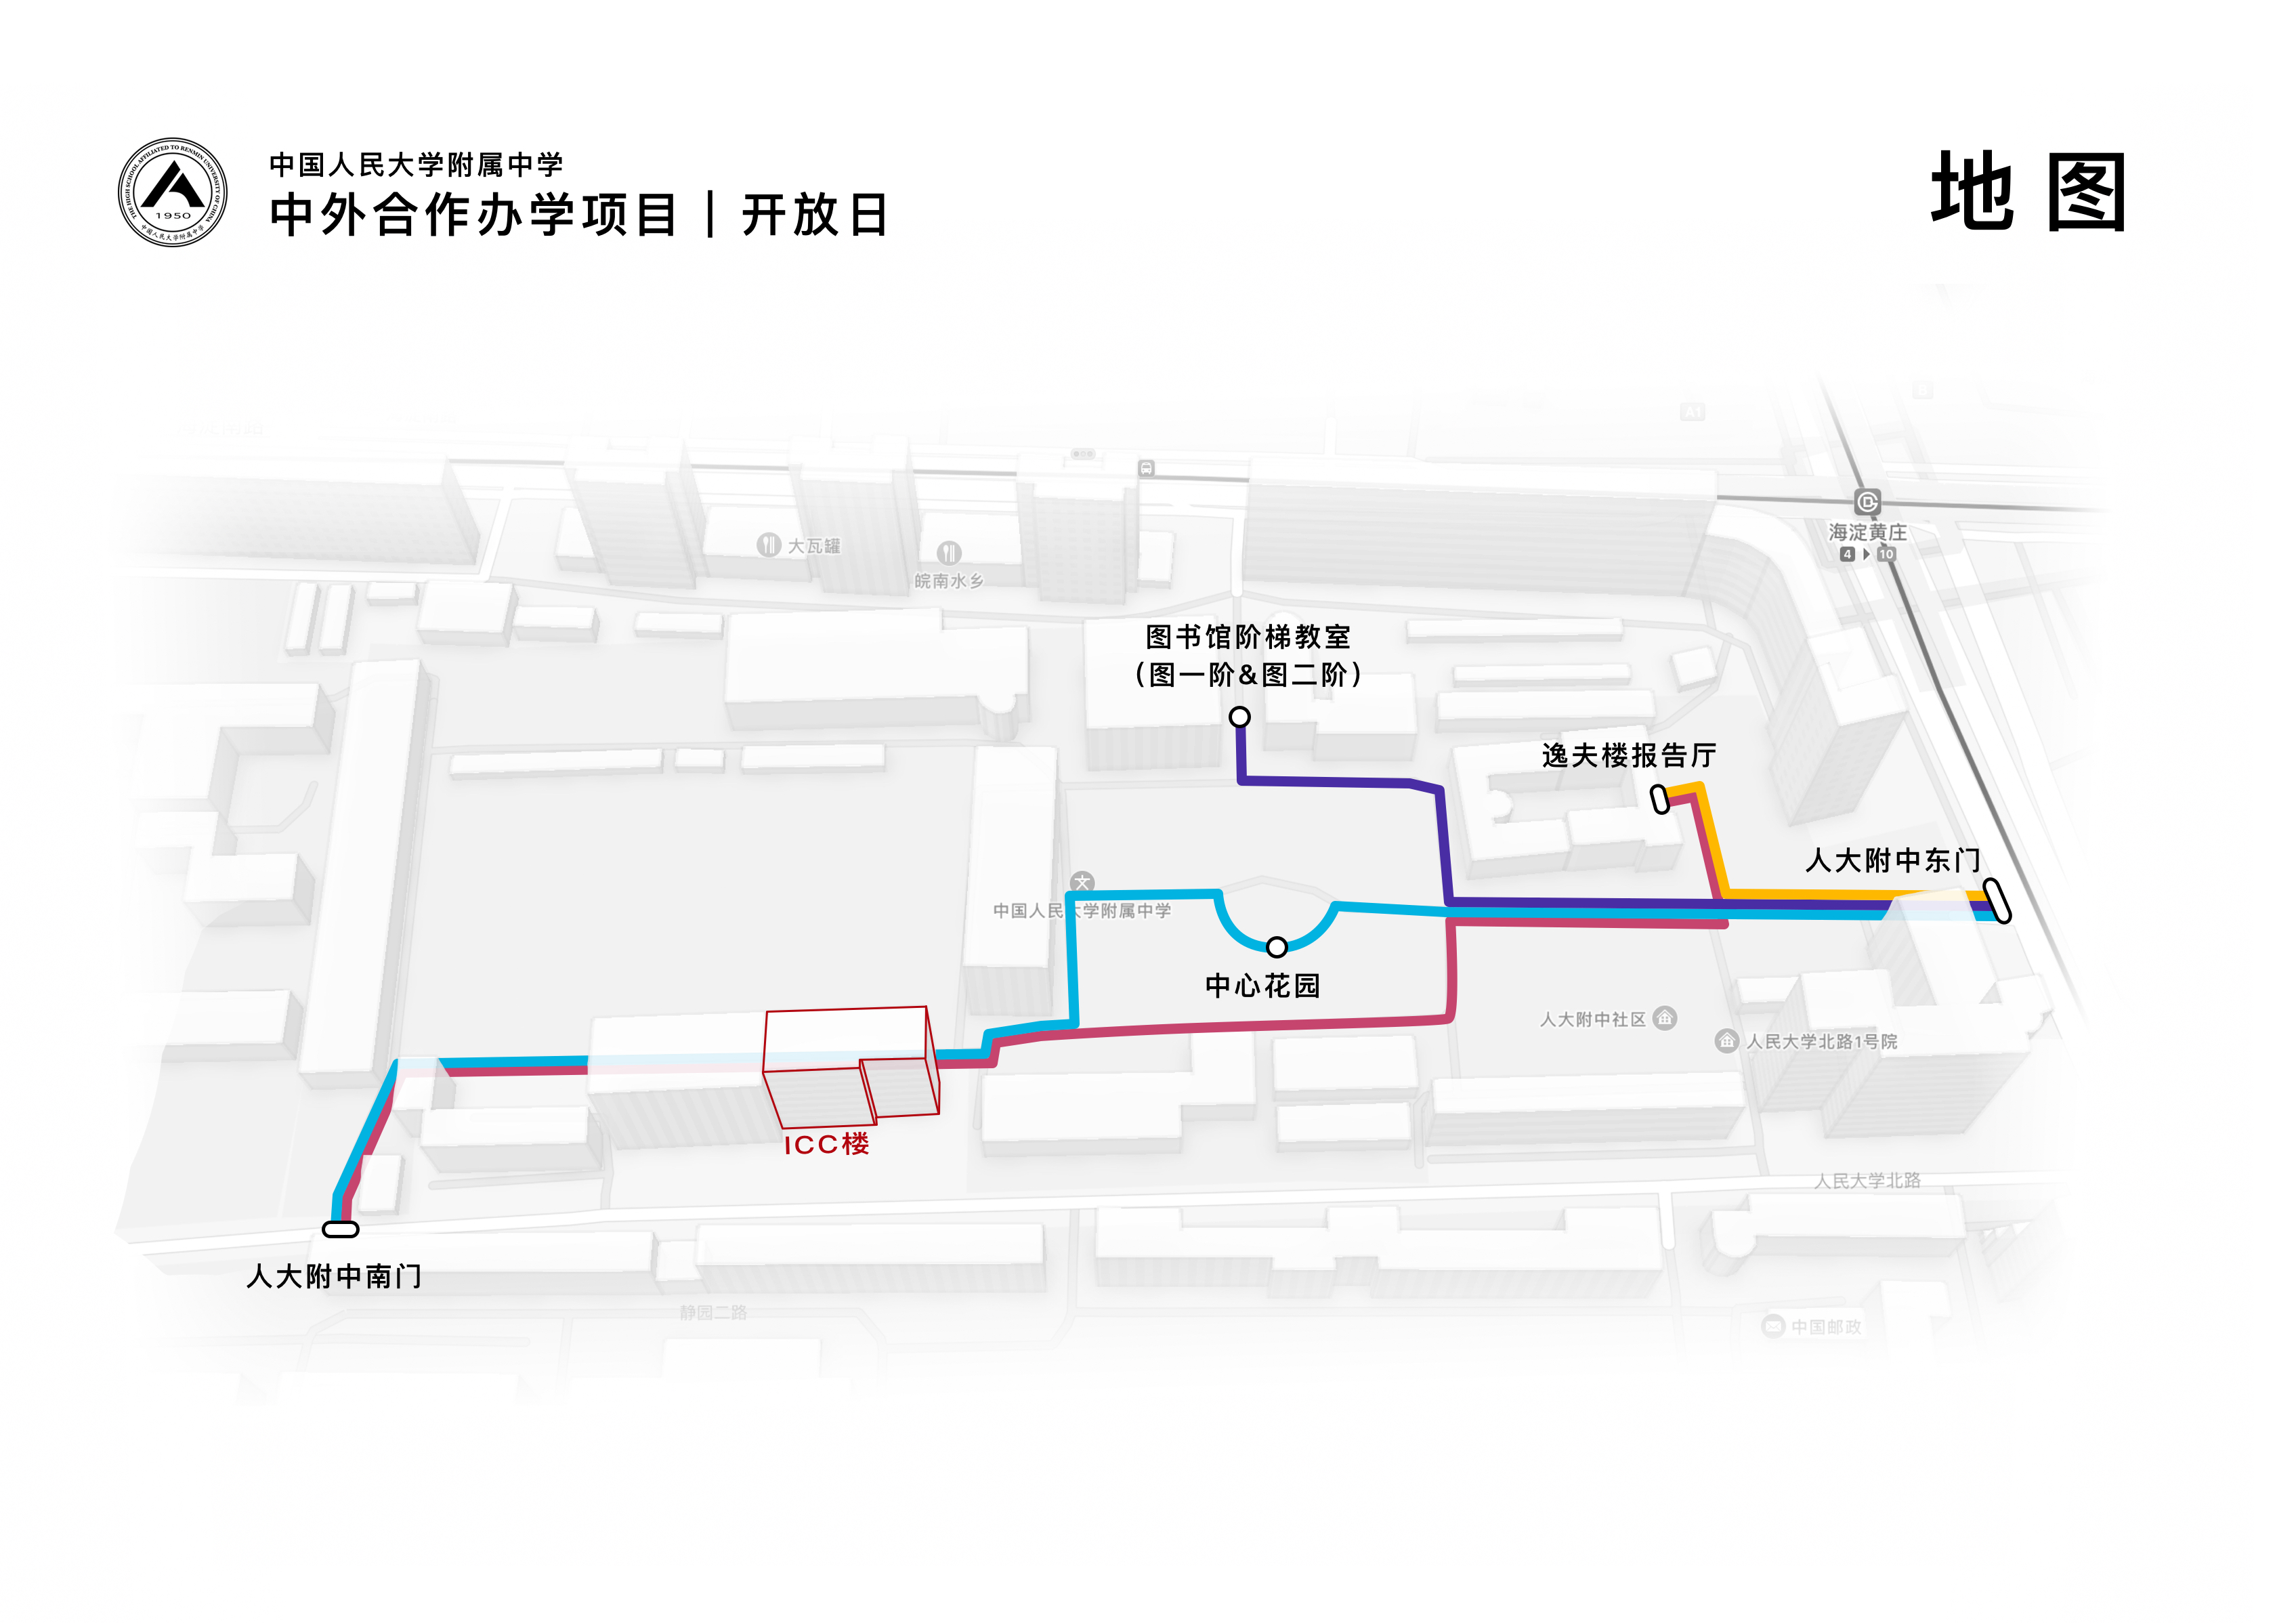 THE HIGH SCHOOL AFFILIATED TO RENMIN UNIVERSITY OF CHINA
1950
中国人民大学附属中学
中国人民大学附属中学
中外合作办学项目｜开放日
地图
A1
海淀黄庄
4 10
大瓦罐
皖南水乡
图书馆阶梯教室
（图一阶&图二阶）
逸夫楼报告厅
人大附中东门
中国人民大学附属中学
中心花园
人大附中社区
人民大学北路1号院
ICC楼
人民大学北路
人大附中南门
静园二路
中国邮政